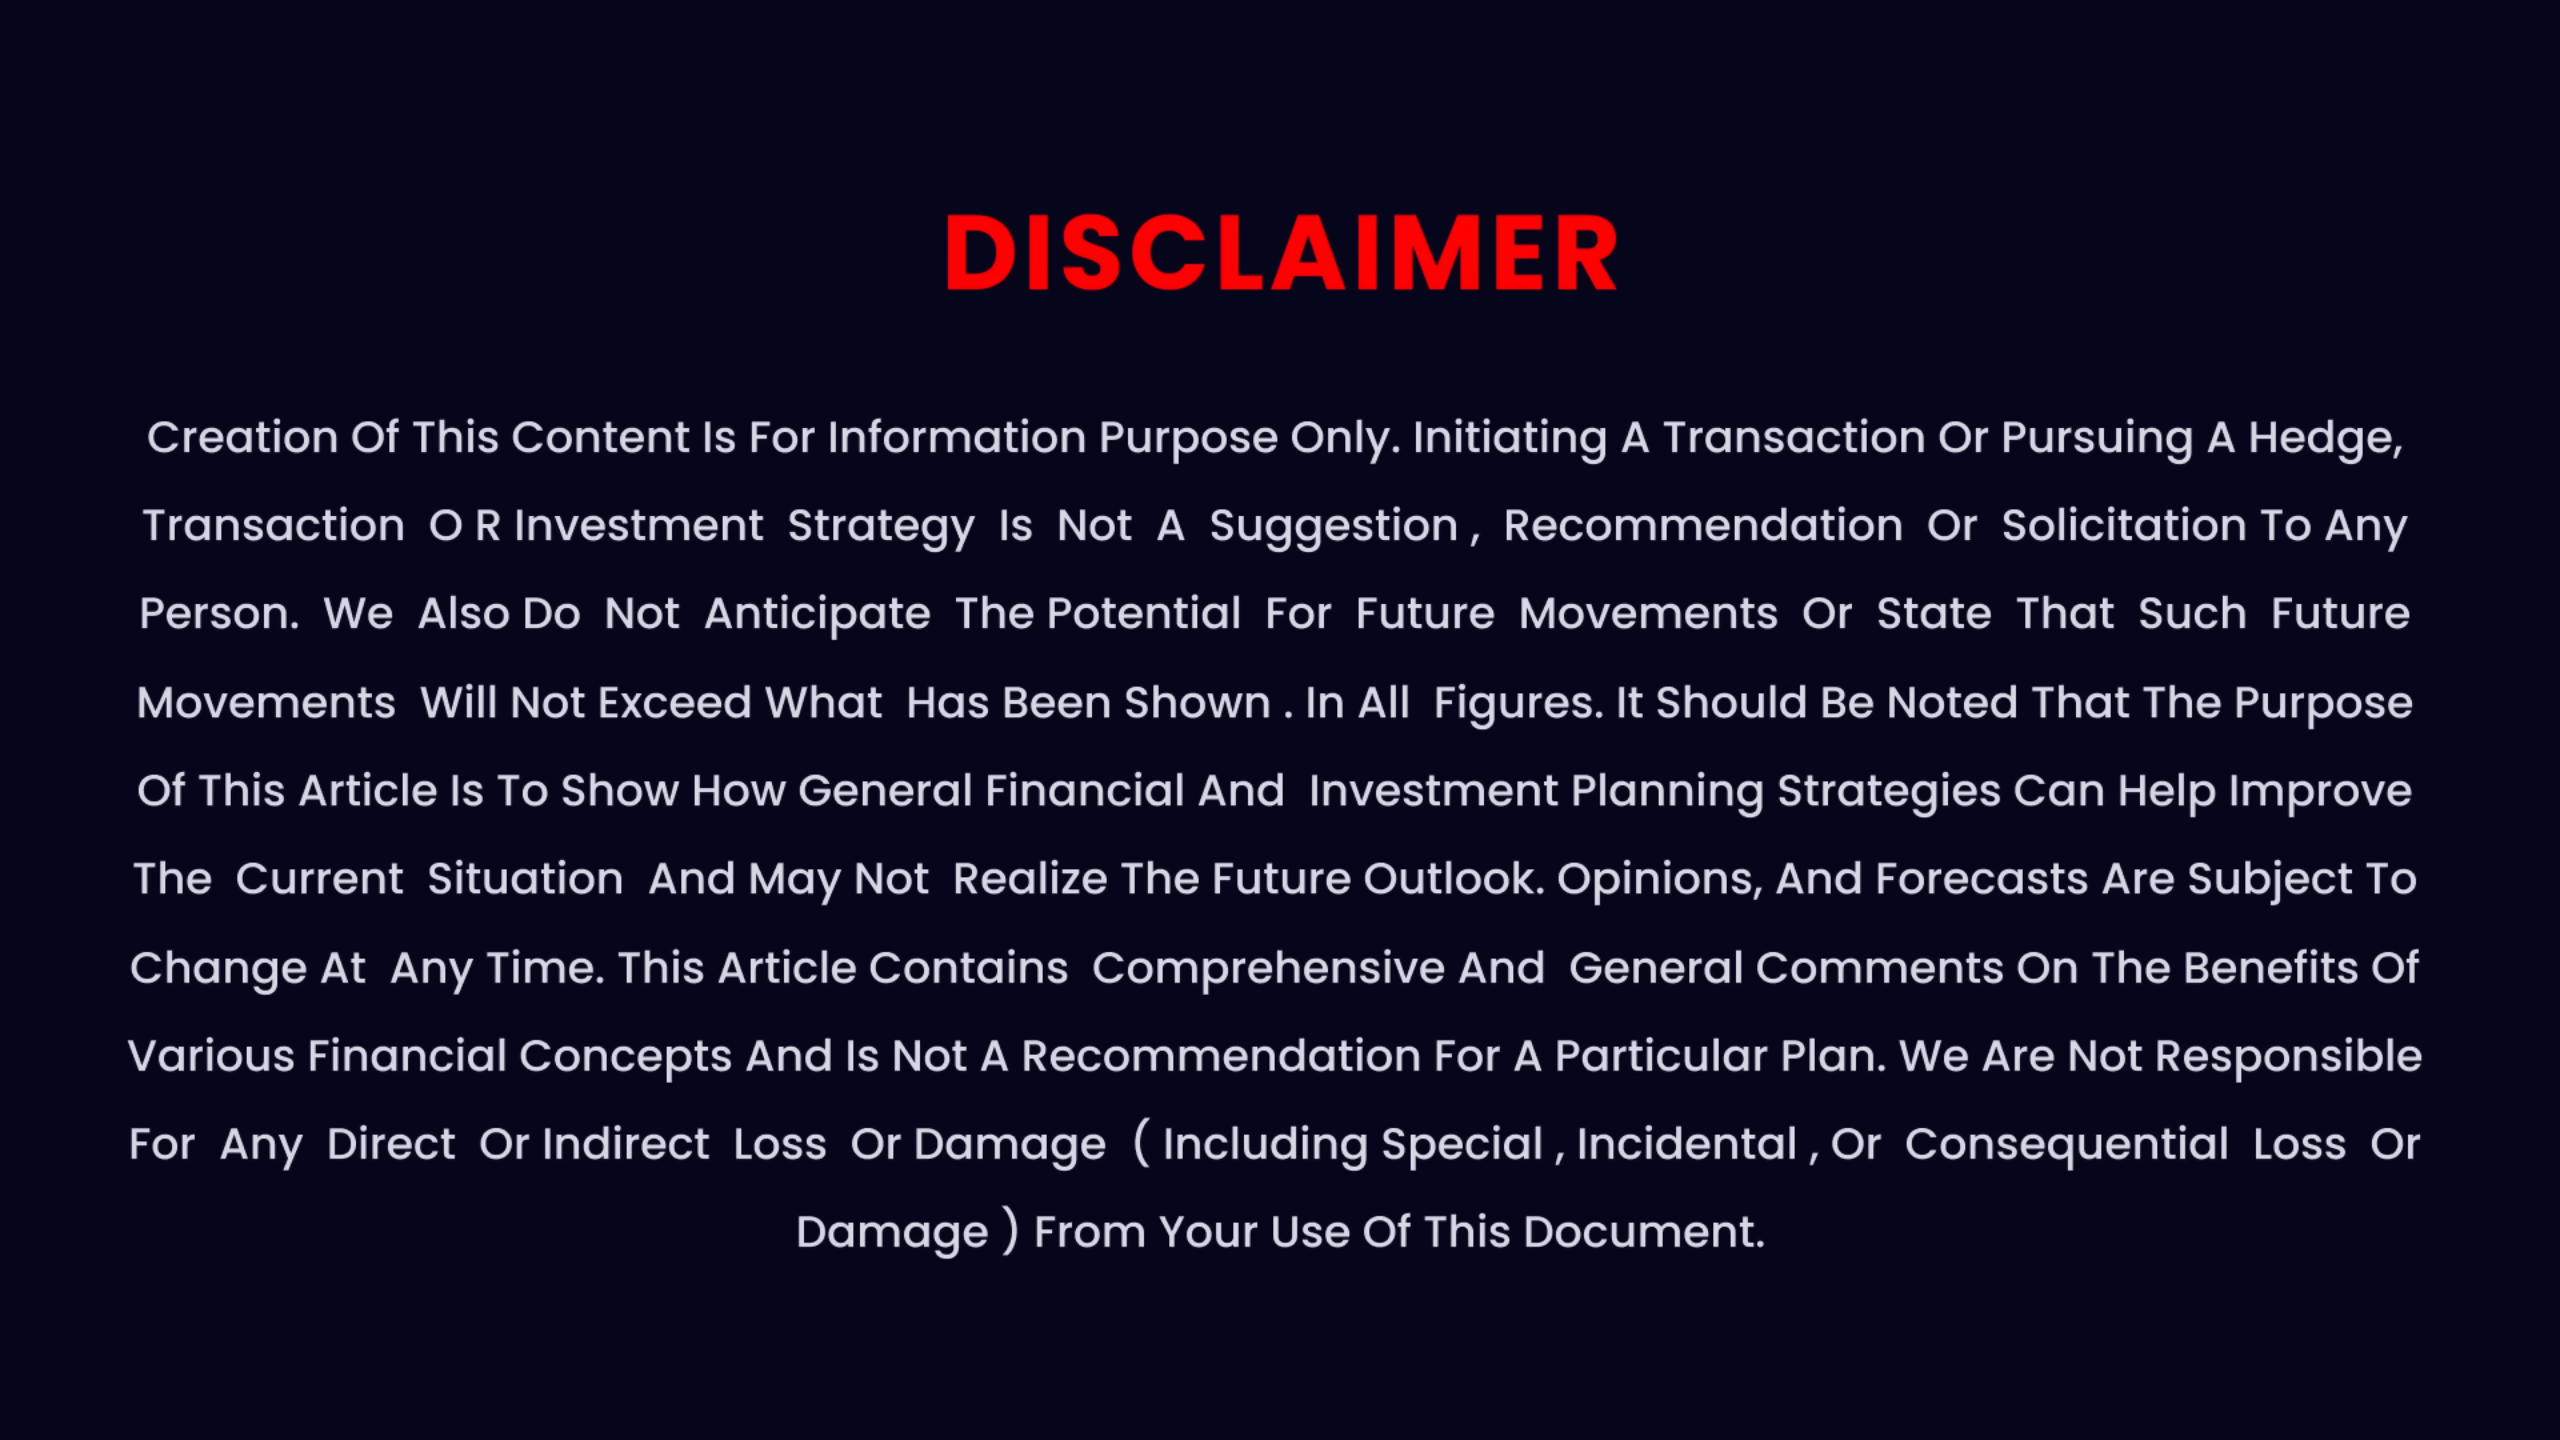 DISCLAIMER
Creation Of This Content Is For Information Purpose Only. Initiating A Transaction Or Pursuing A Hedge,
Transaction O R Investment Strategy Is Not A Suggestion , Recommendation Or Solicitation To Any
Person. We Also Do Not Anticipate The Potential For Future Movements Or State That Such Future
Movements Will Not Exceed What Has Been Shown . In All Figures. It Should Be Noted That The Purpose
Of This Article Is To Show How General Financial And Investment Planning Strategies Can Help Improve
The Current Situation And May Not Realize The Future Outlook. Opinions, And Forecasts Are Subject To
Change At Any Time. This Article Contains Comprehensive And General Comments On The Benefits Of
Various Financial Concepts And Is Not A Recommendation For A Particular Plan. We Are Not Responsible
For Any Direct Or Indirect Loss Or Damage ( Including Special , Incidental , Or Consequential Loss Or
Damage ) From Your Use Of This Document.